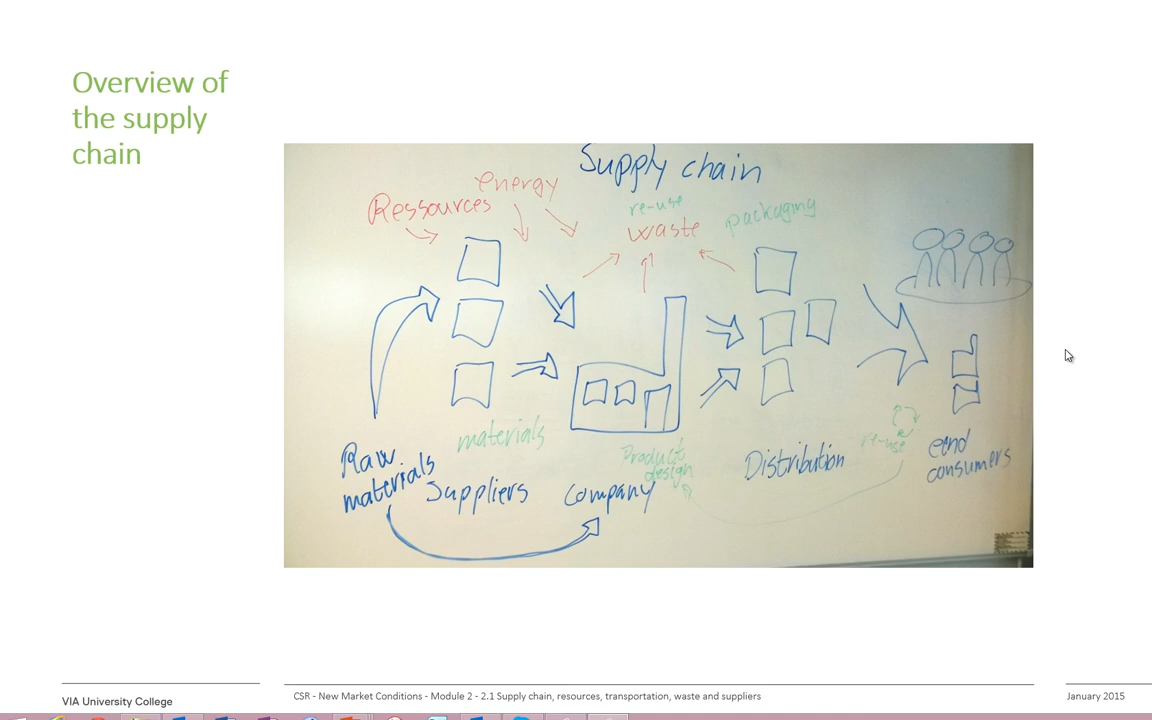 Overview of
the supply
chain
Supply chain
energy
Ressources
re-use
waste
packaging
materials
Raw
materials
Suppliers
Product
design
Company
Distribution
re-use
end
consumers
VIA University College
CSR - New Market Conditions - Module 2 - 2.1 Supply chain, resources, transportation, waste and suppliers
January 2015